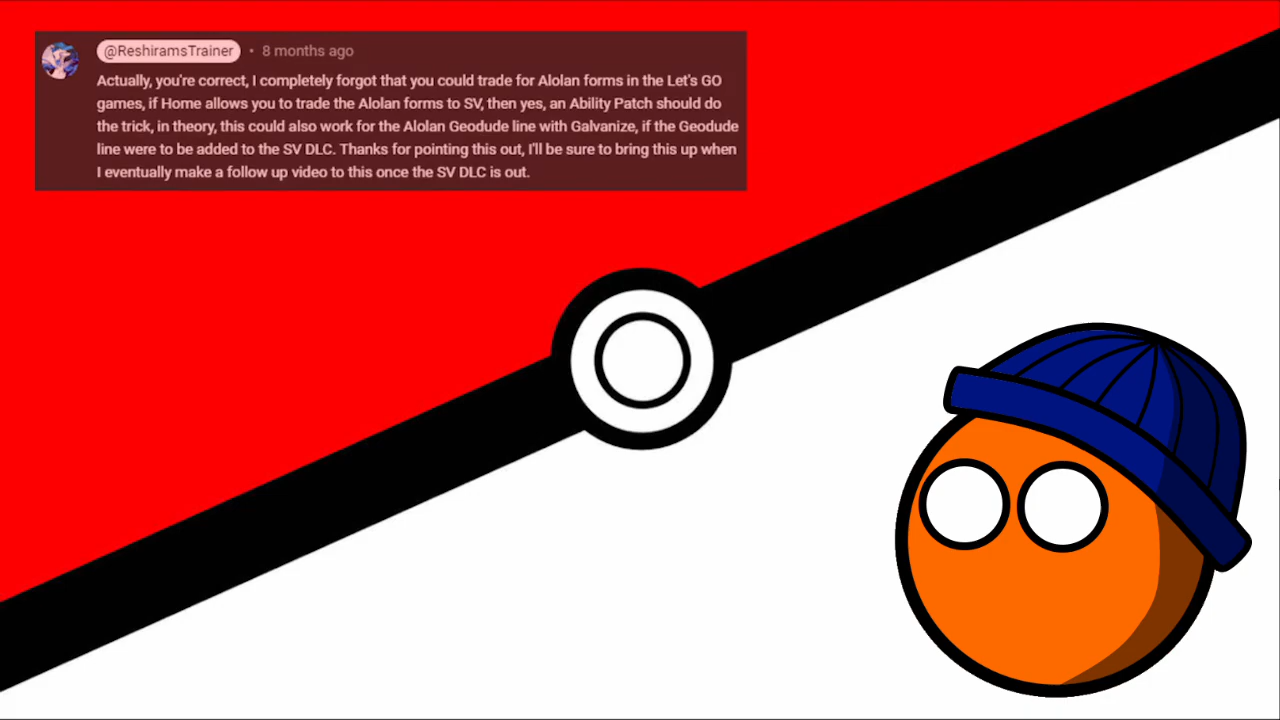 @ReshiramsTrainer • 8 months ago
Actually, you're correct, I completely forgot that you could trade for Alolan forms in the Let's GO
games, if Home allows you to trade the Alolan forms to SV, then yes, an Ability Patch should do
the trick, in theory, this could also work for the Alolan Geodude line with Galvanize, if the Geodude
line were to be added to the SV DLC. Thanks for pointing this out, I'll be sure to bring this up when
I eventually make a follow up video to this once the SV DLC is out.